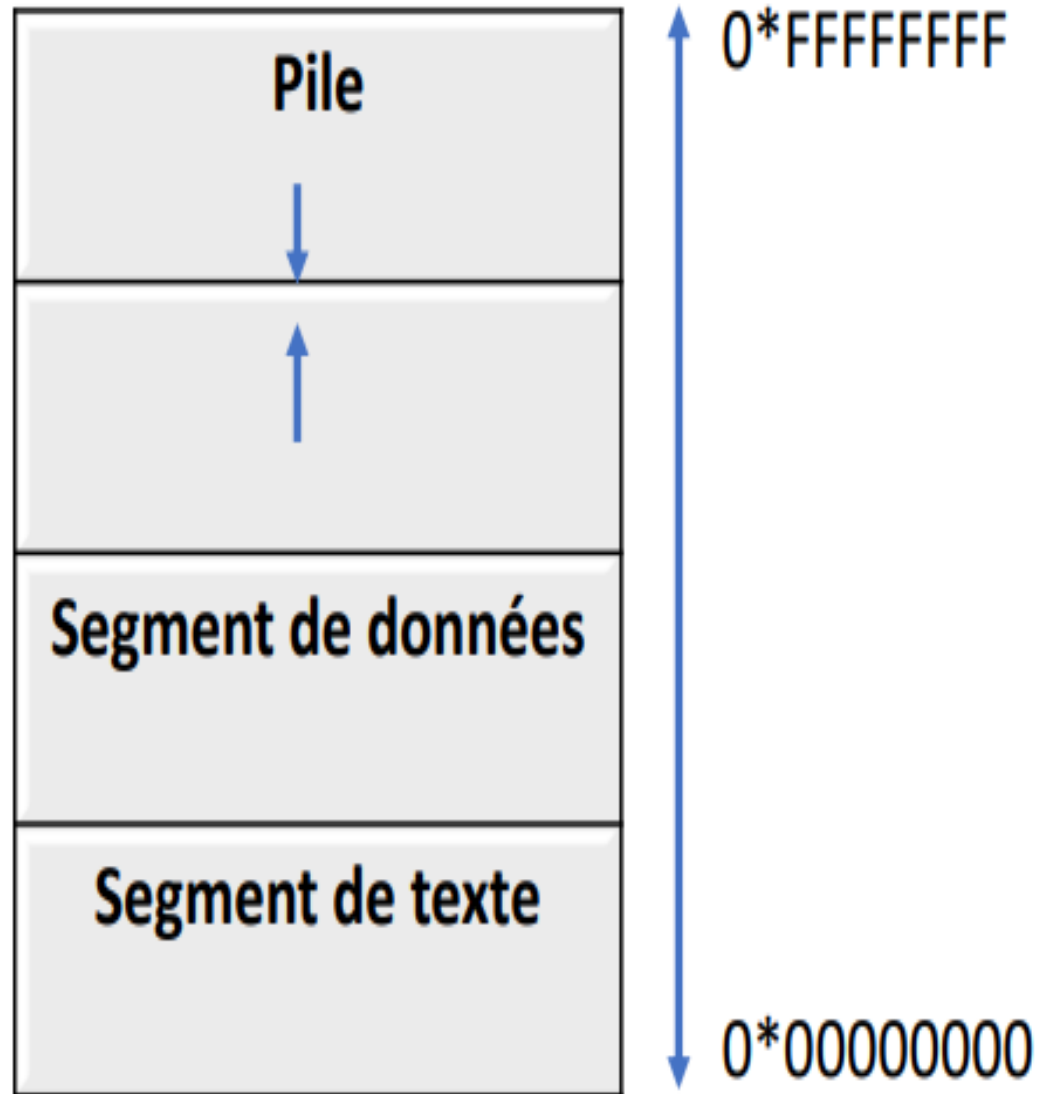 Pile
0*FFFFFFFF
Segment de données
Segment de texte
0*00000000